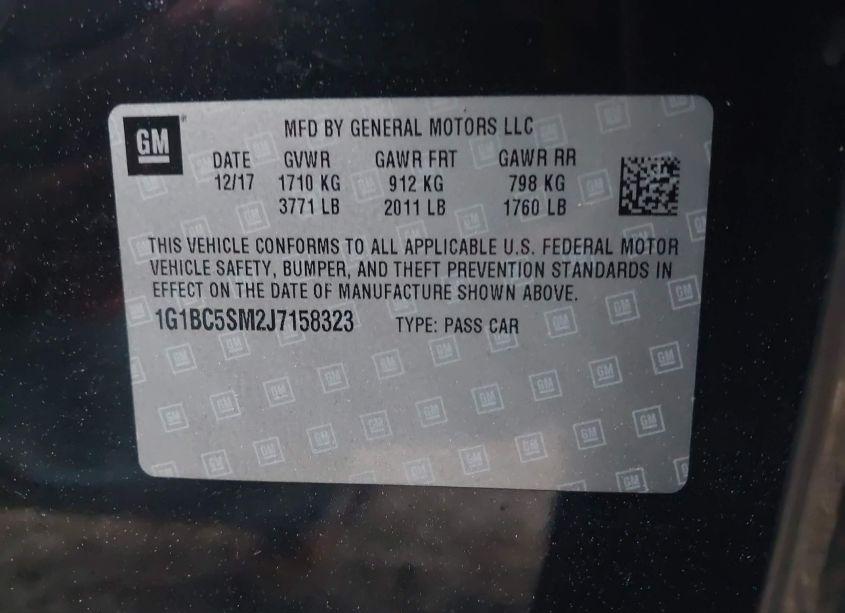 GM
MFD BY GENERAL MOTORS LLC
DATE GVWR GAWR FRT GAWR RR
12/17 1710 KG 912 KG 798 KG
3771 LB 2011 LB 1760 LB
THIS VEHICLE CONFORMS TO ALL APPLICABLE U.S. FEDERAL MOTOR
VEHICLE SAFETY, BUMPER, AND THEFT PREVENTION STANDARDS IN
EFFECT ON THE DATE OF MANUFACTURE SHOWN ABOVE.
1G1BC5SM2J7158323 TYPE: PASS CAR